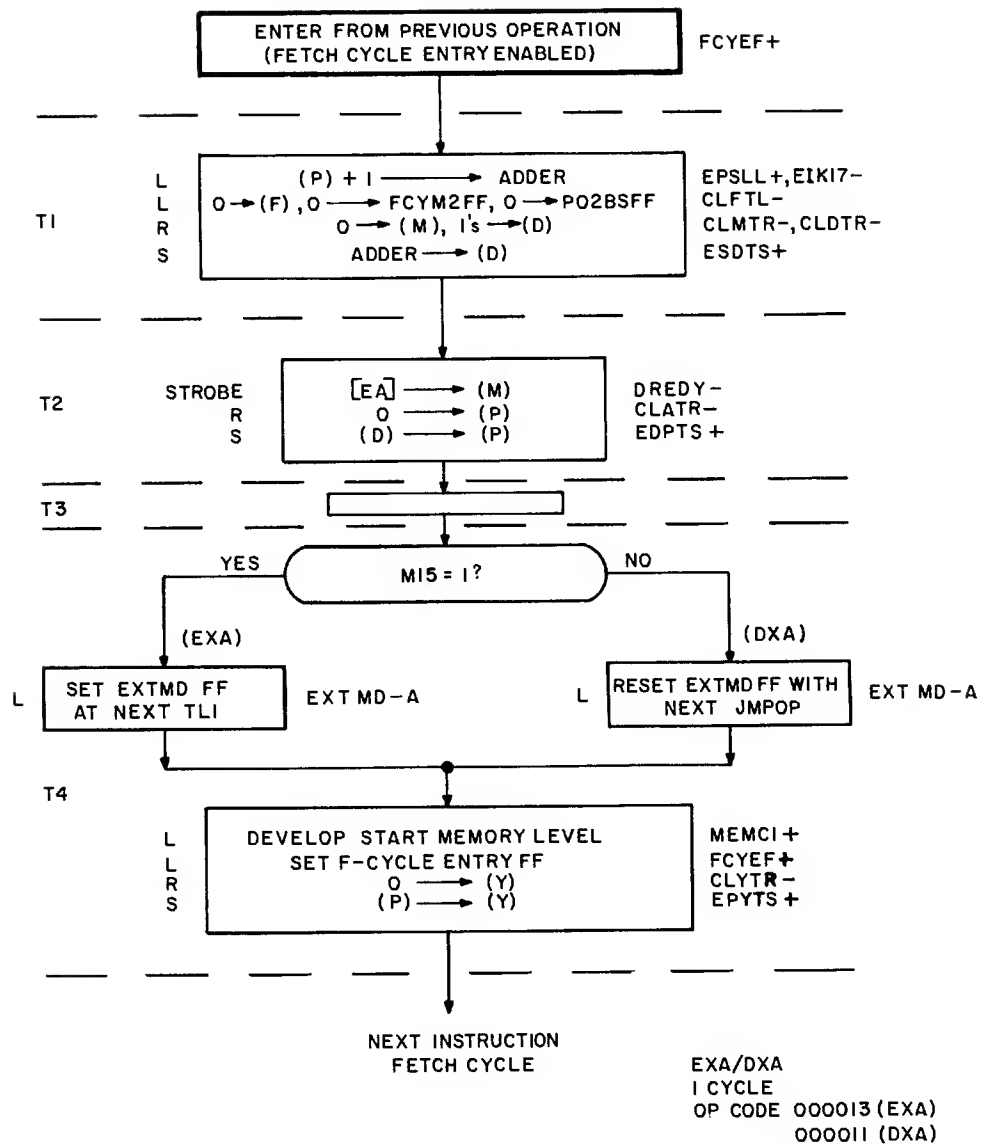 ENTER FROM PREVIOUS OPERATION
(FETCH CYCLE ENTRY ENABLED)
FCYEF+
T1
L (P) + 1 ⟶ ADDER EPSLL+, EIK17-
L 0→(F), 0 ⟶ FCYM2FF, 0→PO2BSFF CLFTL-
R 0→(M), 1's→(D) CLMTR-, CLDTR-
S ADDER⟶(D) ESDTS+
T2
STROBE [EA] ⟶ (M) DREDY-
R 0 ⟶ (P) CLATR-
S (D) ⟶ (P) EDPTS+
T3
M15 = 1?
YES
NO
(EXA)
(DXA)
L SET EXTMD FF
AT NEXT TL1
EXT MD-A
L RESET EXTMD FF WITH
NEXT JMPOP
EXT MD-A
T4
L DEVELOP START MEMORY LEVEL MEMCI+
L SET F-CYCLE ENTRY FF FCYEF+
R 0 ⟶ (Y) CLYTR-
S (P) ⟶ (Y) EPYTS+
NEXT INSTRUCTION
FETCH CYCLE
EXA/DXA
1 CYCLE
OP CODE 000013 (EXA)
000011 (DXA)